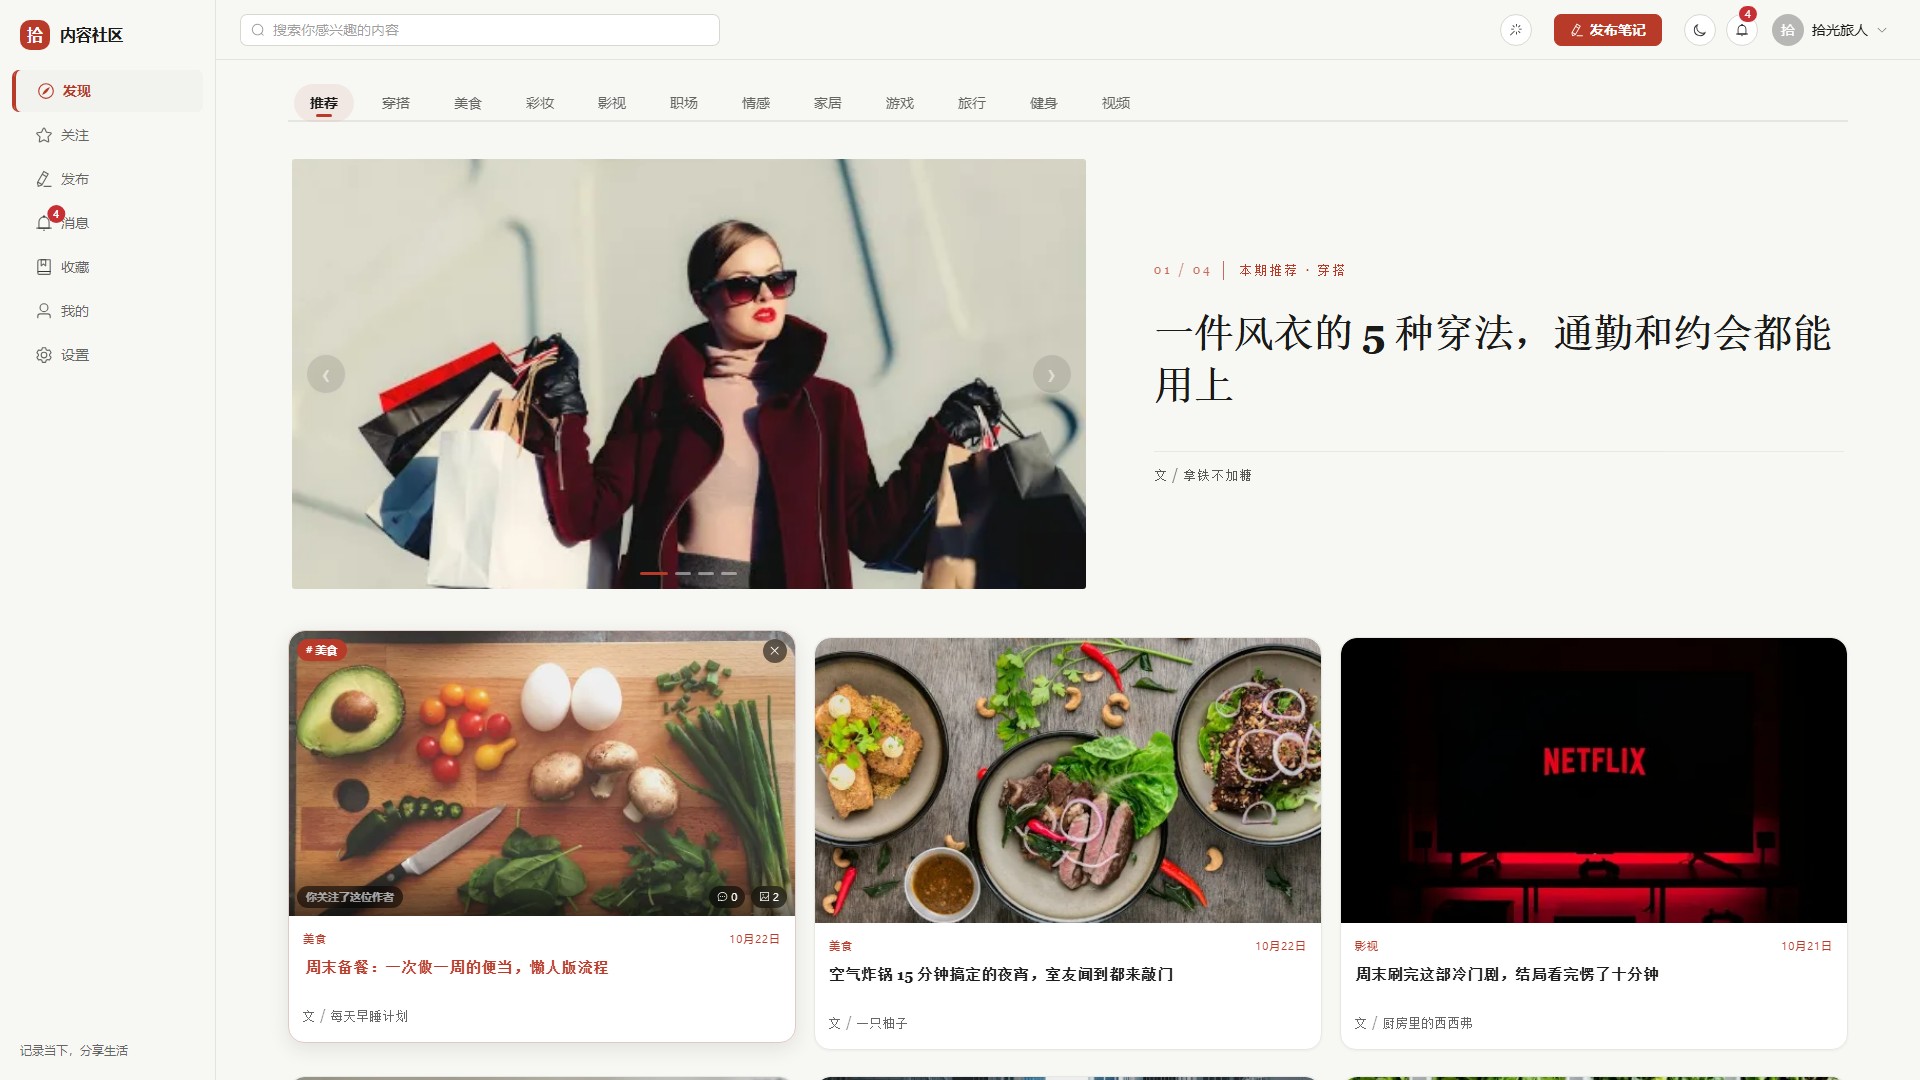 拾 内容社区
搜索你感兴趣的内容
发布笔记
4
拾 拾光旅人
发现
关注
发布
4
消息
收藏
我的
设置
记录当下，分享生活
推荐 穿搭 美食 彩妆 影视 职场 情感 家居 游戏 旅行 健身 视频
01 / 04 本期推荐 · 穿搭
一件风衣的 5 种穿法，通勤和约会都能
用上
文 / 拿铁不加糖
# 美食
你关注了这位作者
0 2
美食 10月22日
周末备餐：一次做一周的便当，懒人版流程
文 / 每天早睡计划
美食 10月22日
空气炸锅 15 分钟搞定的夜宵，室友闻到都来敲门
文 / 一只柚子
NETFLIX
影视 10月21日
周末刷完这部冷门剧，结局看完愣了十分钟
文 / 厨房里的西西弗